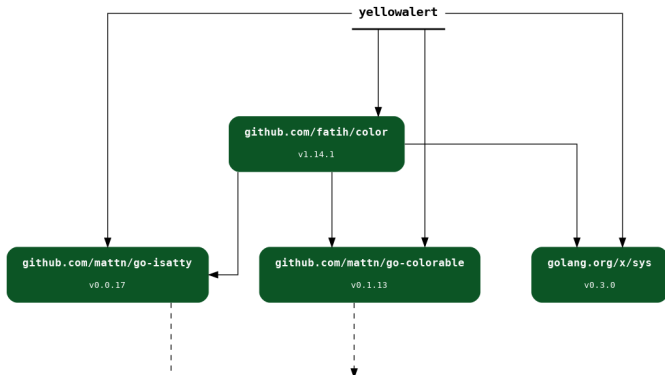 yellowalert
github.com/fatih/color
v1.14.1
github.com/mattn/go-isatty
v0.0.17
github.com/mattn/go-colorable
v0.1.13
golang.org/x/sys
v0.3.0